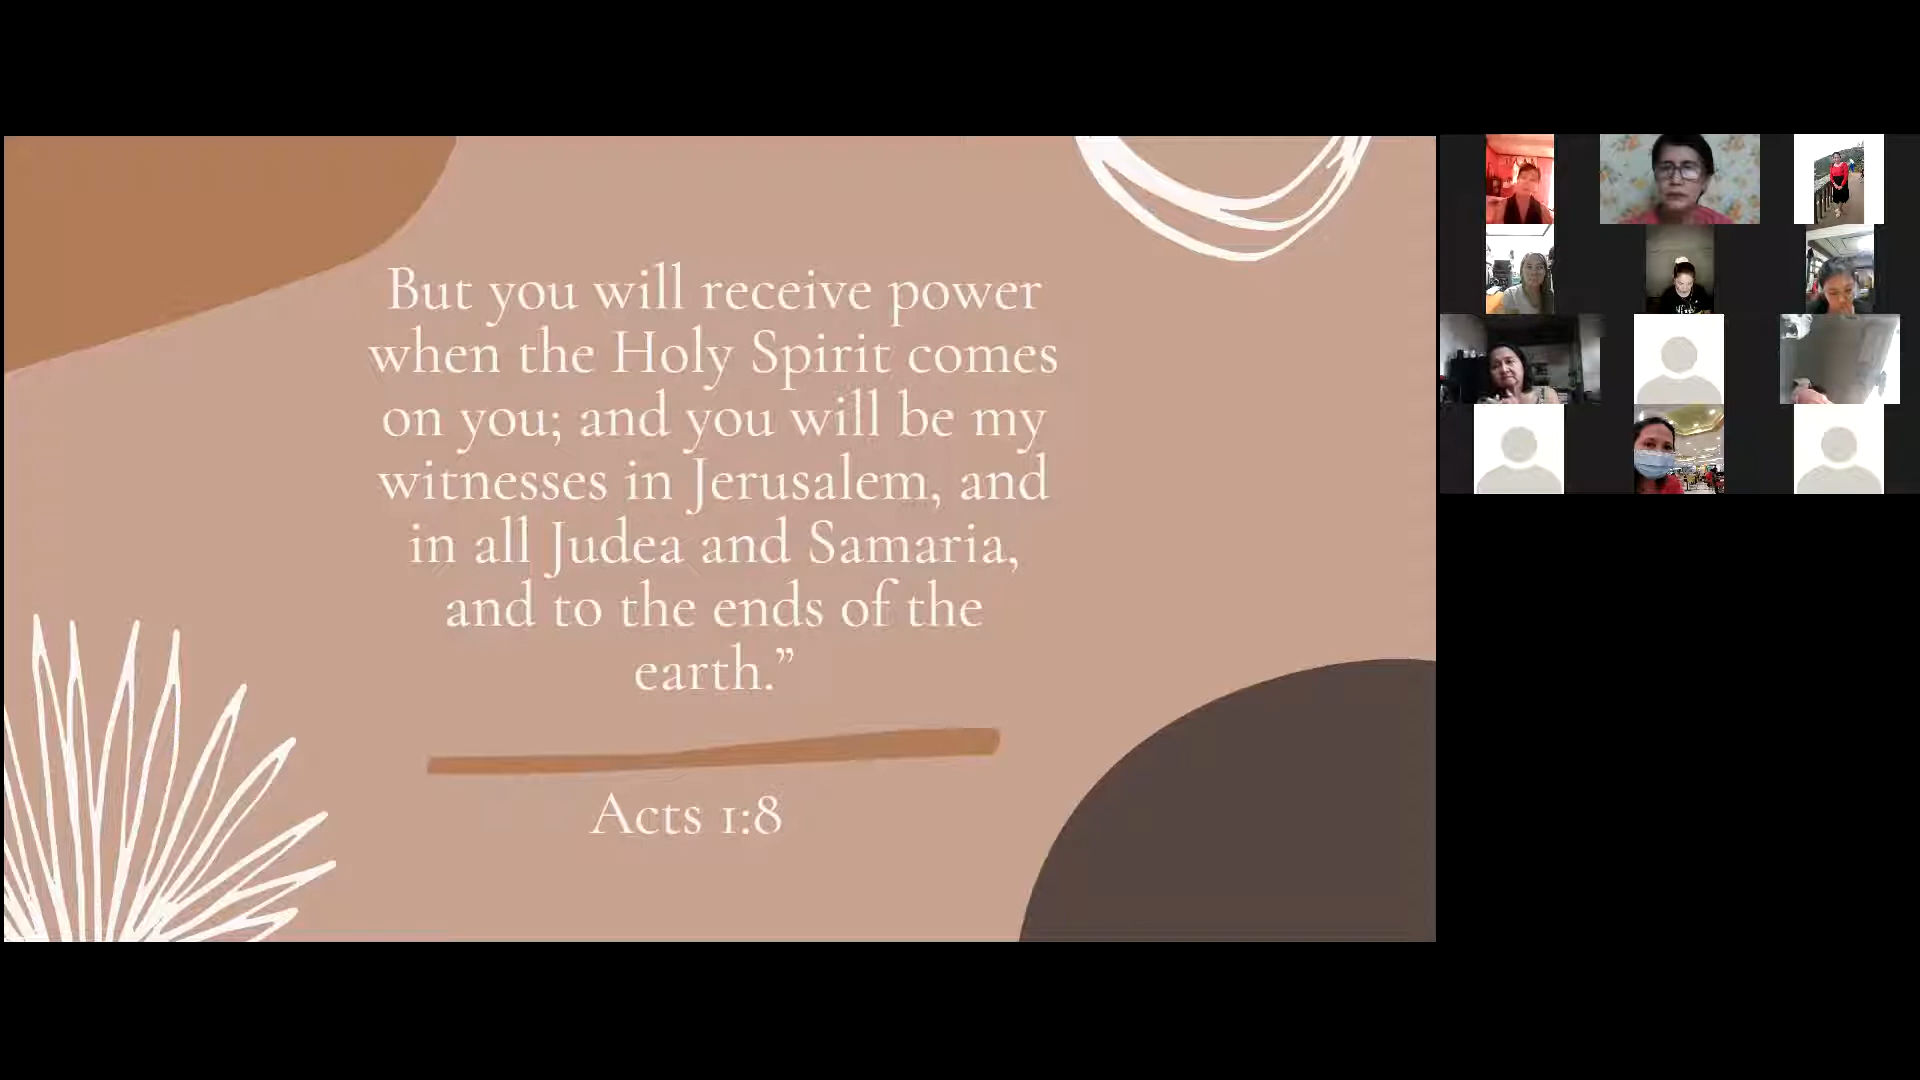 But you will receive power
when the Holy Spirit comes
on you; and you will be my
witnesses in Jerusalem, and
in all Judea and Samaria,
and to the ends of the
earth.”
Acts 1:8